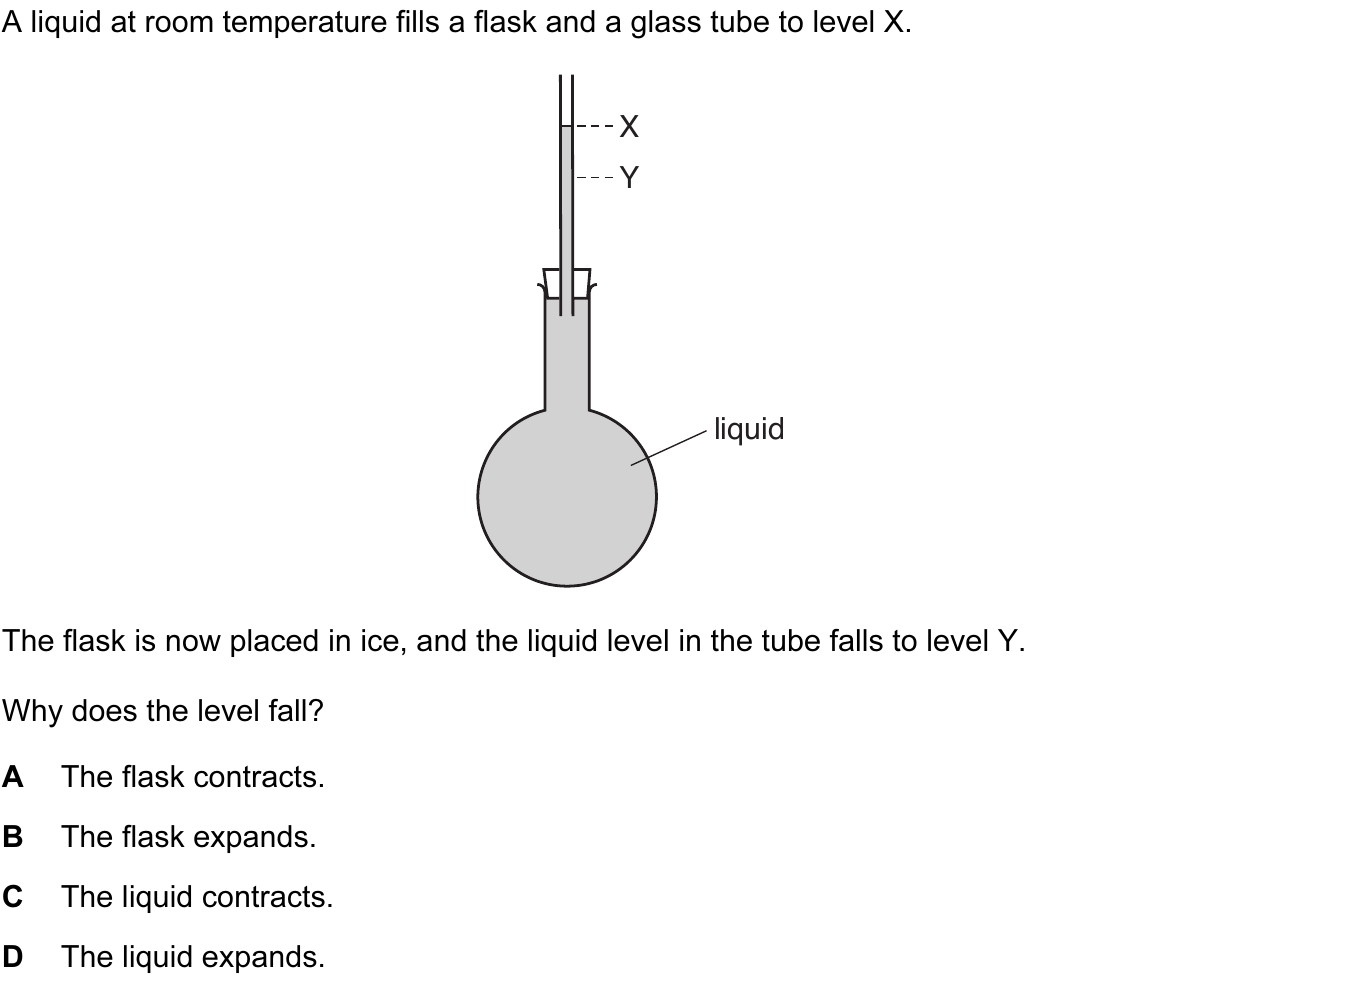 A liquid at room temperature fills a flask and a glass tube to level X.
X
Y
liquid
The flask is now placed in ice, and the liquid level in the tube falls to level Y.
Why does the level fall?
A The flask contracts.
B The flask expands.
C The liquid contracts.
D The liquid expands.